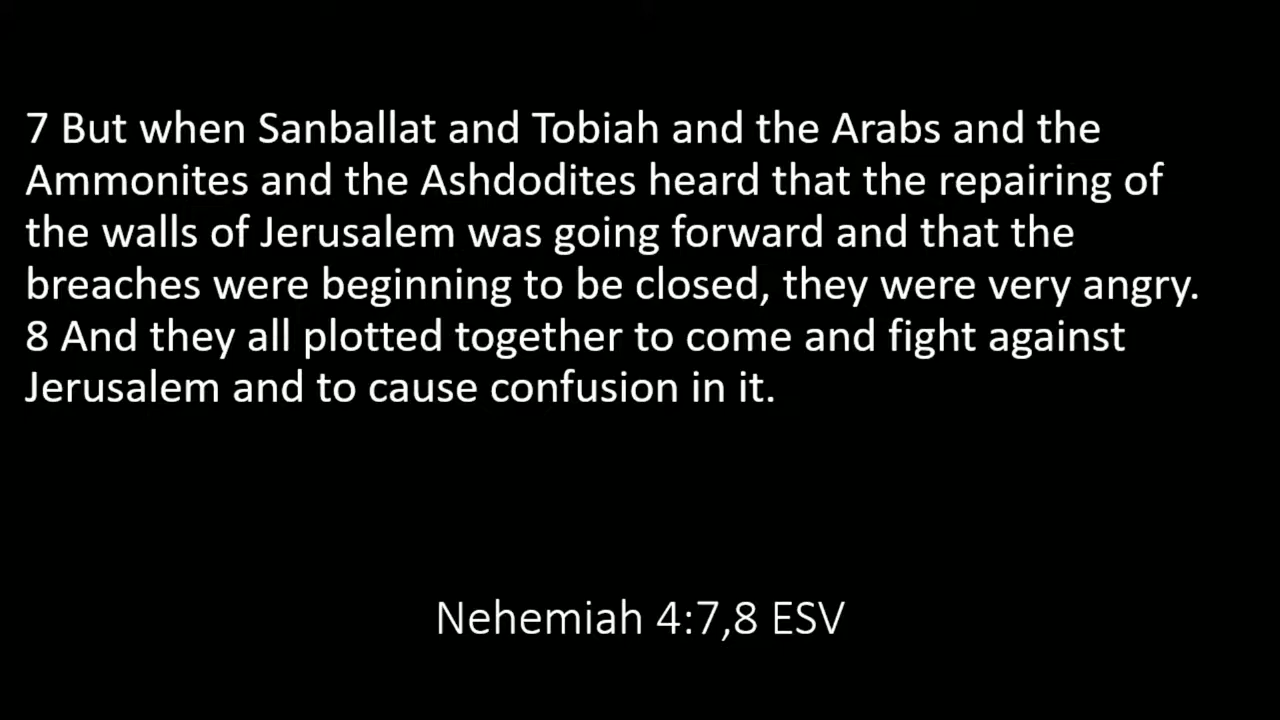 7 But when Sanballat and Tobiah and the Arabs and the
Ammonites and the Ashdodites heard that the repairing of
the walls of Jerusalem was going forward and that the
breaches were beginning to be closed, they were very angry.
8 And they all plotted together to come and fight against
Jerusalem and to cause confusion in it.
Nehemiah 4:7,8 ESV